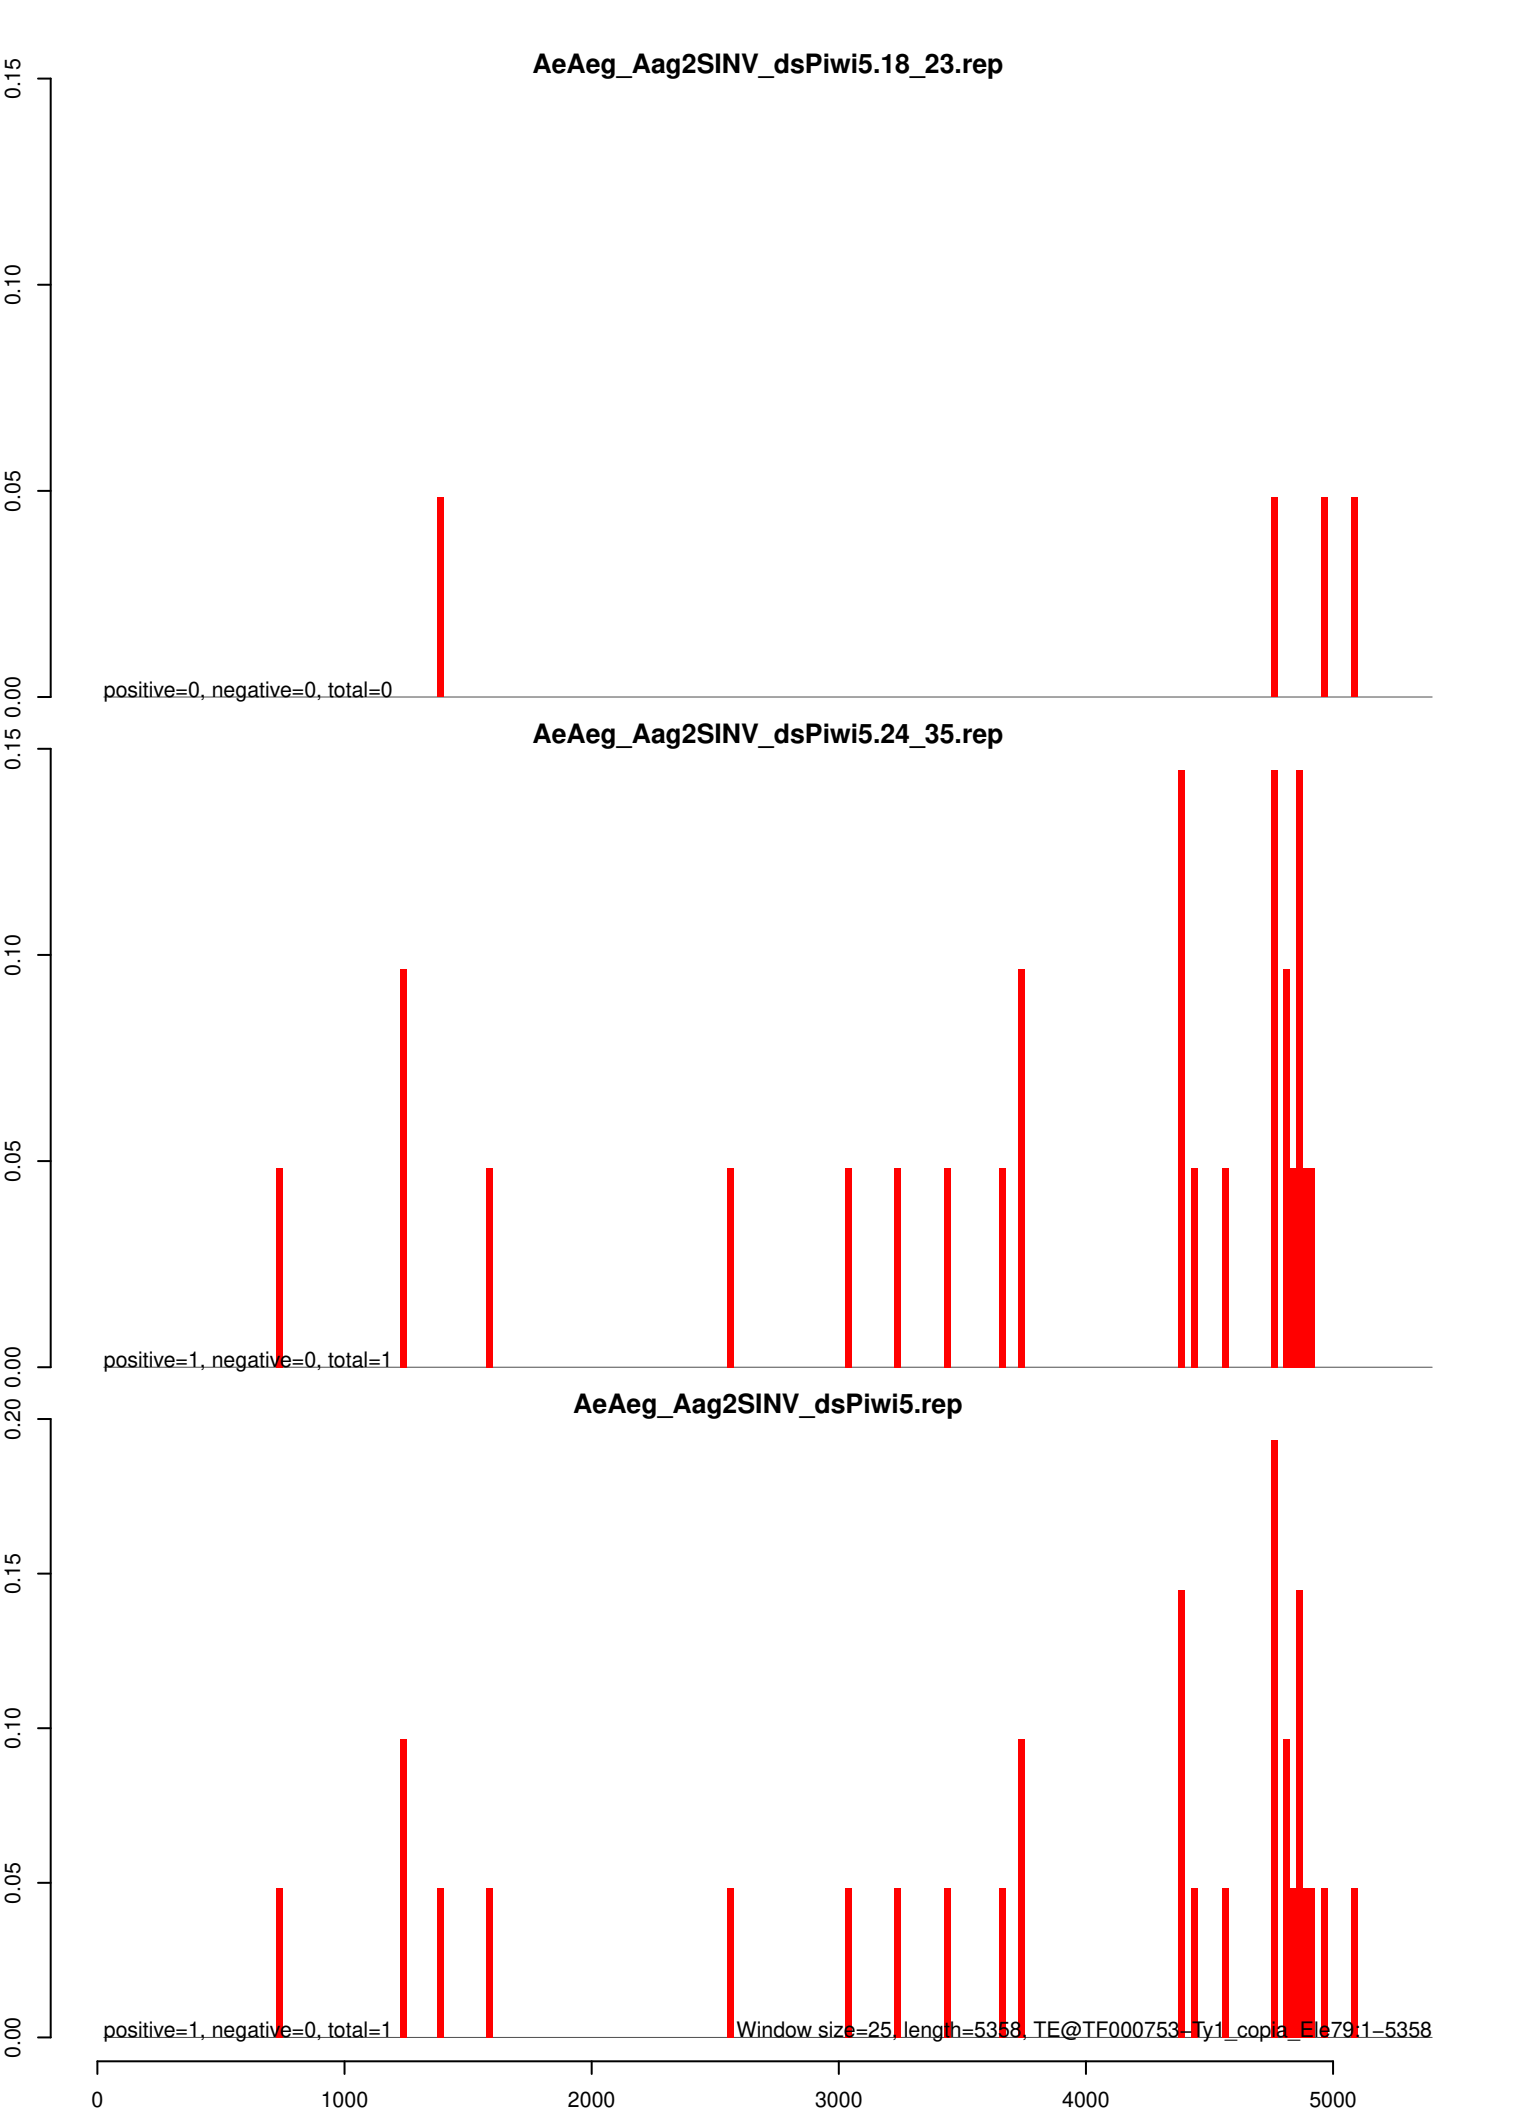 AeAeg_Aag2SINV_dsPiwi5.18_23.rep
0.15
0.10
0.05
0.00
positive=0, negative=0, total=0
AeAeg_Aag2SINV_dsPiwi5.24_35.rep
0.15
0.10
0.05
0.00
positive=1, negative=0, total=1
AeAeg_Aag2SINV_dsPiwi5.rep
0.20
0.15
0.10
0.05
0.00
positive=1, negative=0, total=1
Window size=25, length=5358, TE@TF000753−Ty1_copia_Ele79:1−5358
0 1000 2000 3000 4000 5000